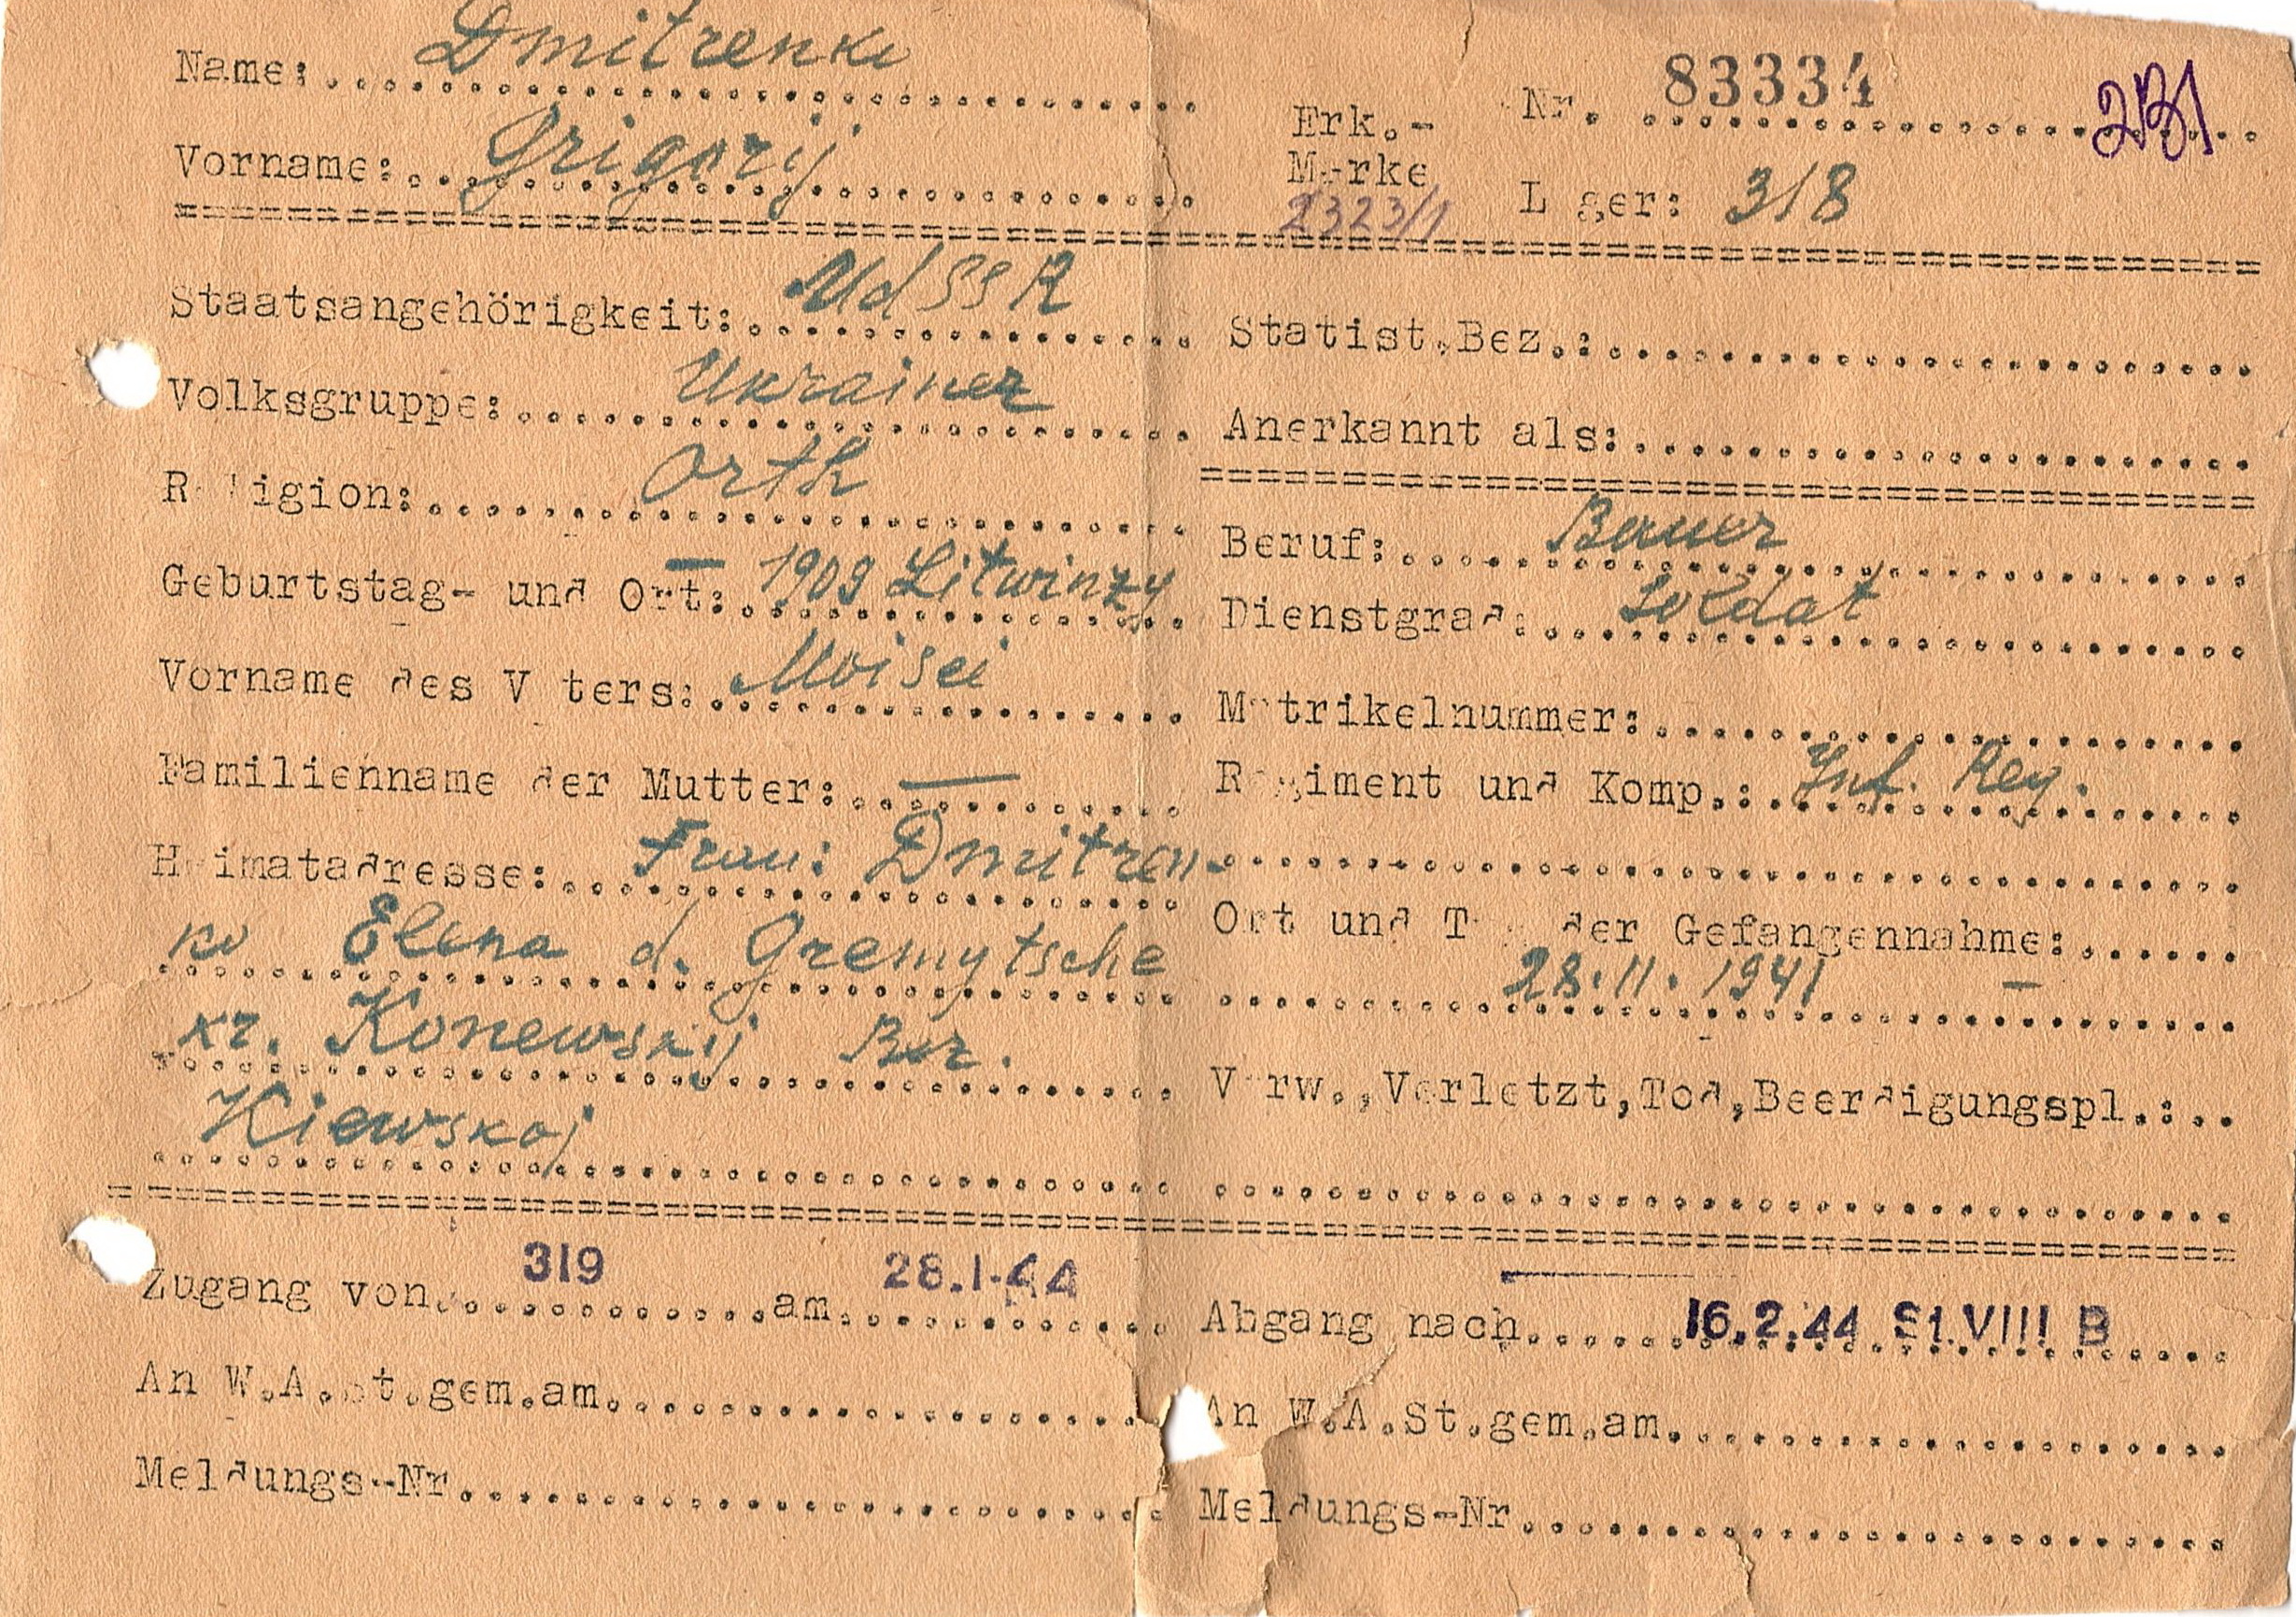 Name: Dmitrenko
Vorname: Grigorij
Erk.-
Marke
2323/1
Nr. 83334
Lager: 318
Staatsangehörigkeit: UdSSR
Volksgruppe: Ukrainer
Religion: Orth
Geburtstag- und Ort: — 1909 Litwinzy
Vorname des Vaters: Moisei
Familienname der Mutter: —
Heimatadresse: Frau: Dmitren-
ko Elena d. Gremytsche
kr. Konewskij Bez.
Kiewskoj
Statist.Bez.:
Anerkannt als:
Beruf: Bauer
Dienstgrad: Soldat
Matrikelnummer:
Regiment und Komp.: Inf. Reg.
Ort und Tag der Gefangennahme:
28.11.1941 —
Verw.,Verletzt,Tod,Beerdigungspl.:
Zugang von 319 am 28.1.44
An W.A.St.gem.am
Meldungs-Nr
Abgang nach 16.2.44 St.VIII B
An W.A.St.gem.am
Meldungs-Nr